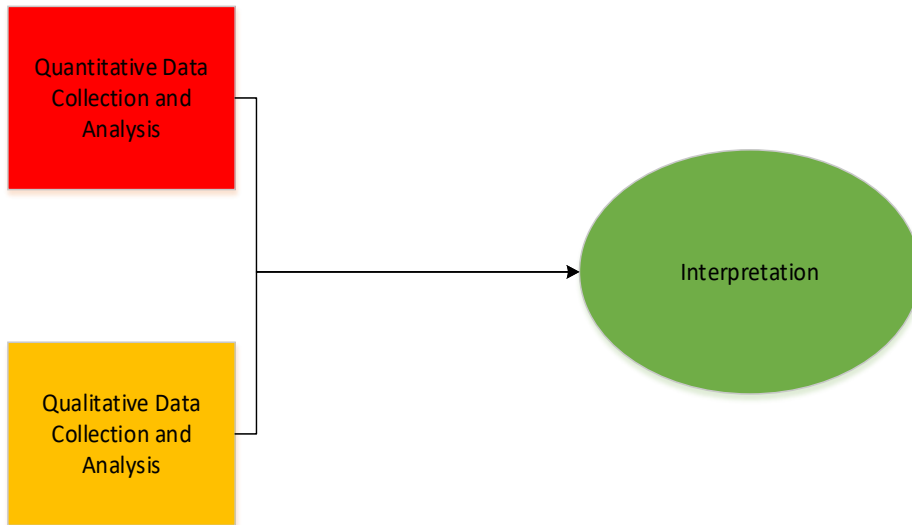 Quantitative Data
Collection and
Analysis
Interpretation
Qualitative Data
Collection and
Analysis